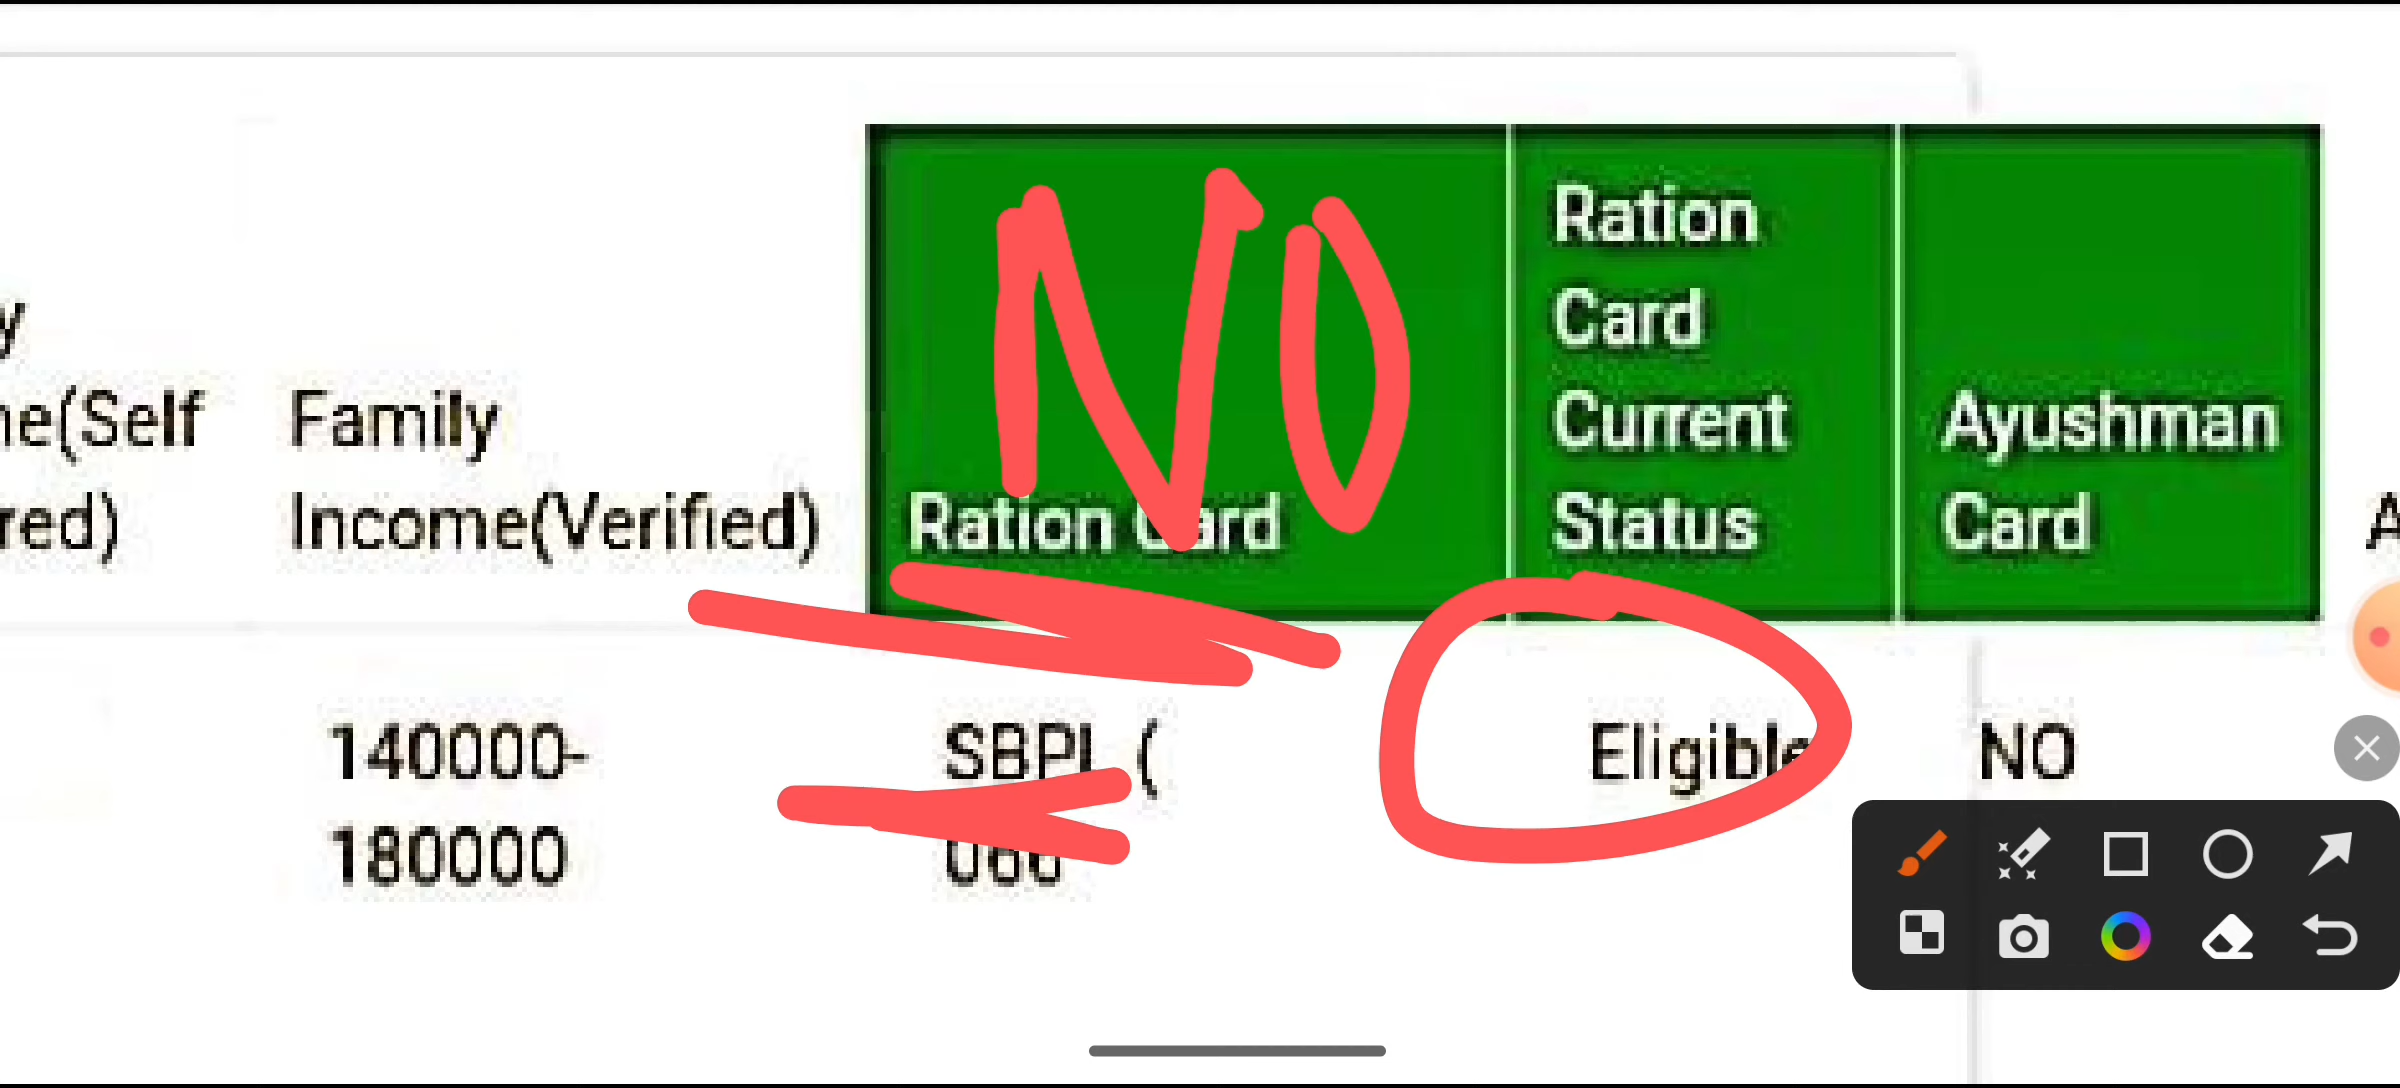 NO
y
ne(Self
red)
Family
Income(Verified)
Ration Card
Ration
Card
Current
Status
Ayushman
Card
A
140000-
180000
SBPL (
Eligible
NO